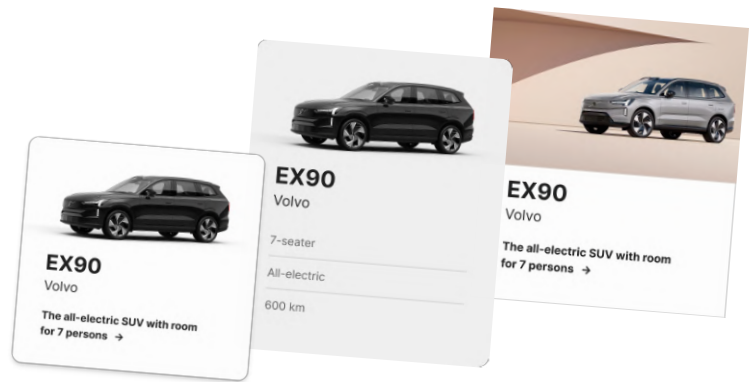 EX90
Volvo
The all-electric SUV with room
for 7 persons →
EX90
Volvo
7-seater
All-electric
600 km
EX90
Volvo
The all-electric SUV with room
for 7 persons →